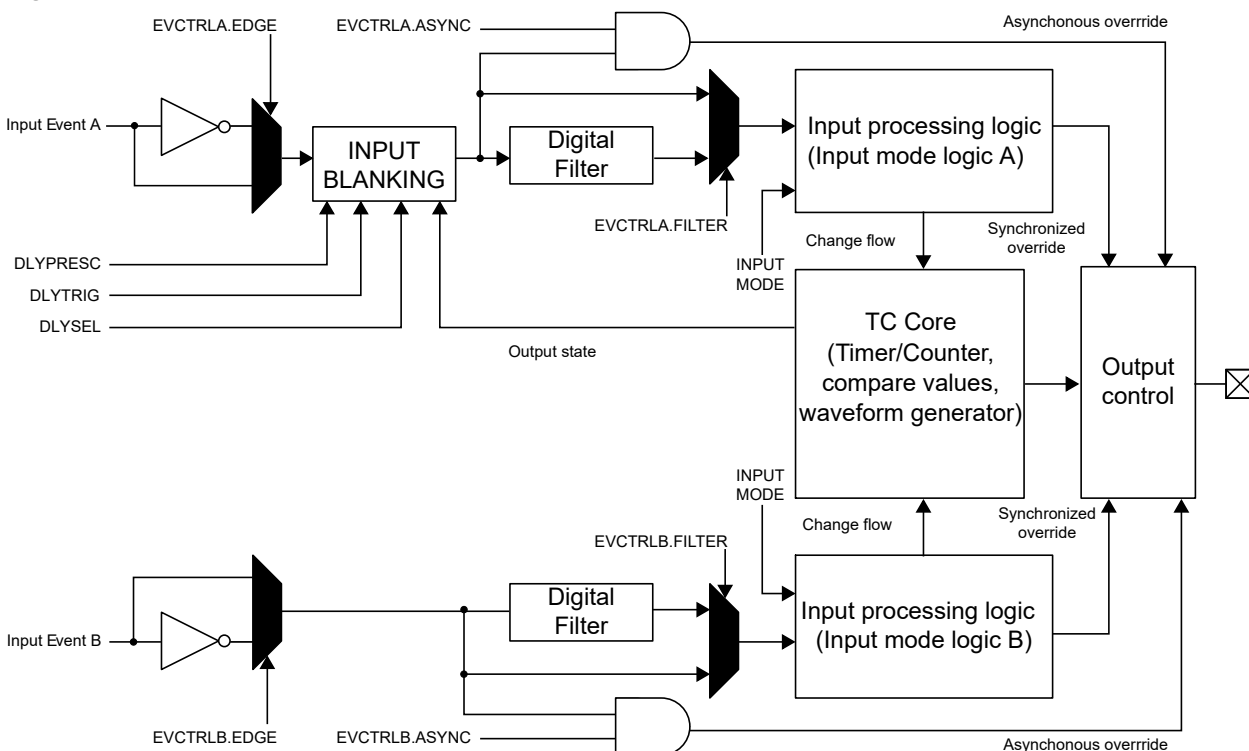 EVCTRLA.EDGE
EVCTRLA.ASYNC
Asynchonous overrride
Input Event A
INPUT
BLANKING
Digital
Filter
Input processing logic
(Input mode logic A)
EVCTRLA.FILTER
DLYPRESC
DLYTRIG
DLYSEL
INPUT
MODE
Change flow
Synchronized
override
Output state
TC Core
(Timer/Counter,
compare values,
waveform generator)
Output
control
INPUT
MODE
Change flow
Synchronized
override
EVCTRLB.FILTER
Input Event B
Digital
Filter
Input processing logic
(Input mode logic B)
EVCTRLB.EDGE
EVCTRLB.ASYNC
Asynchonous overrride